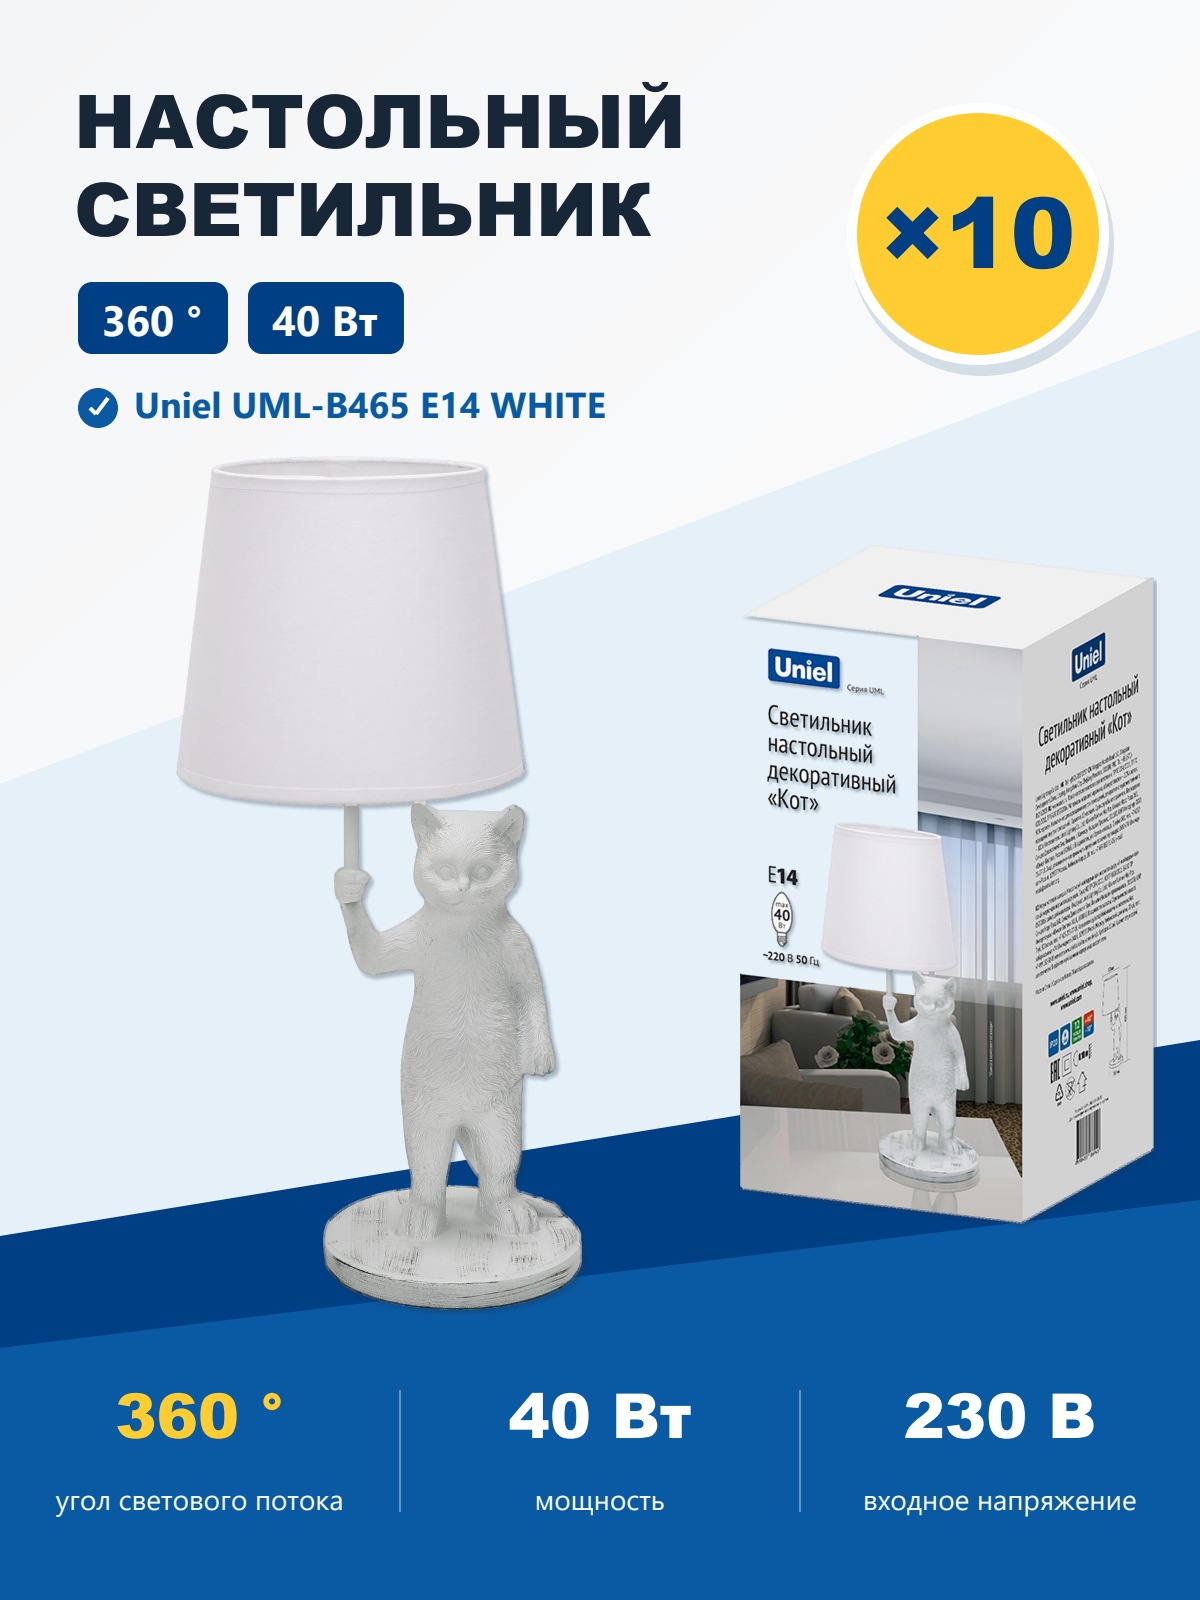 НАСТОЛЬНЫЙ
СВЕТИЛЬНИК
×10
360 °
40 Вт
Uniel UML-B465 E14 WHITE
Uniel
Uniel
Серия UML
Светильник
настольный
декоративный
«Кот»
E14
max
40
Вт
~220 В 50 Гц
Uniel
Серия UML
Светильник настольный
декоративный «Кот»
360 °
угол светового потока
40 Вт
мощность
230 В
входное напряжение